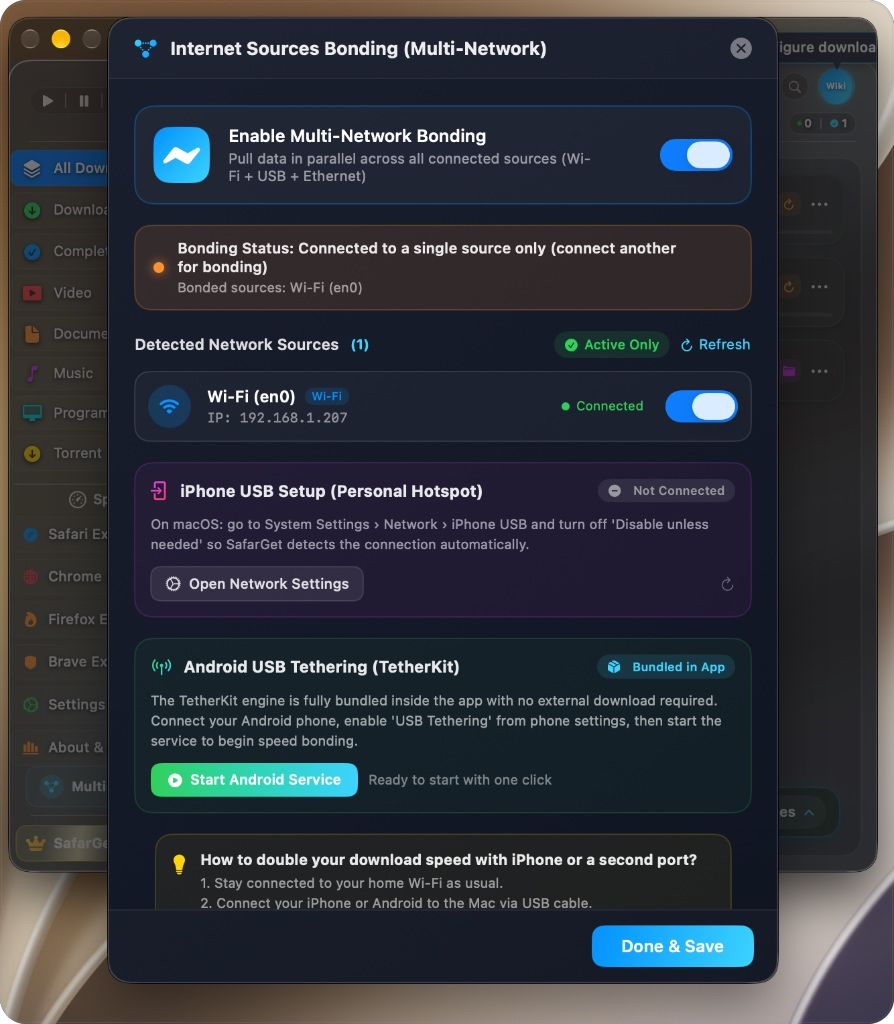 Internet Sources Bonding (Multi-Network)
igure downloa
Wiki
0 | 1
Enable Multi-Network Bonding
Pull data in parallel across all connected sources (Wi-
Fi + USB + Ethernet)
Bonding Status: Connected to a single source only (connect another
for bonding)
Bonded sources: Wi-Fi (en0)
Detected Network Sources (1)
Active Only
Refresh
Wi-Fi (en0) Wi-Fi
IP: 192.168.1.207
Connected
iPhone USB Setup (Personal Hotspot)
Not Connected
On macOS: go to System Settings › Network › iPhone USB and turn off 'Disable unless
needed' so SafarGet detects the connection automatically.
Open Network Settings
Android USB Tethering (TetherKit)
Bundled in App
The TetherKit engine is fully bundled inside the app with no external download required.
Connect your Android phone, enable 'USB Tethering' from phone settings, then start the
service to begin speed bonding.
Start Android Service
Ready to start with one click
How to double your download speed with iPhone or a second port?
1. Stay connected to your home Wi-Fi as usual.
2. Connect your iPhone or Android to the Mac via USB cable.
Done & Save
All Dow
Downloa
Complet
Video
Docume
Music
Program
Torrent
Sp
Safari Ex
Chrome
Firefox E
Brave Ex
Settings
About &
Multi
SafarGe
es